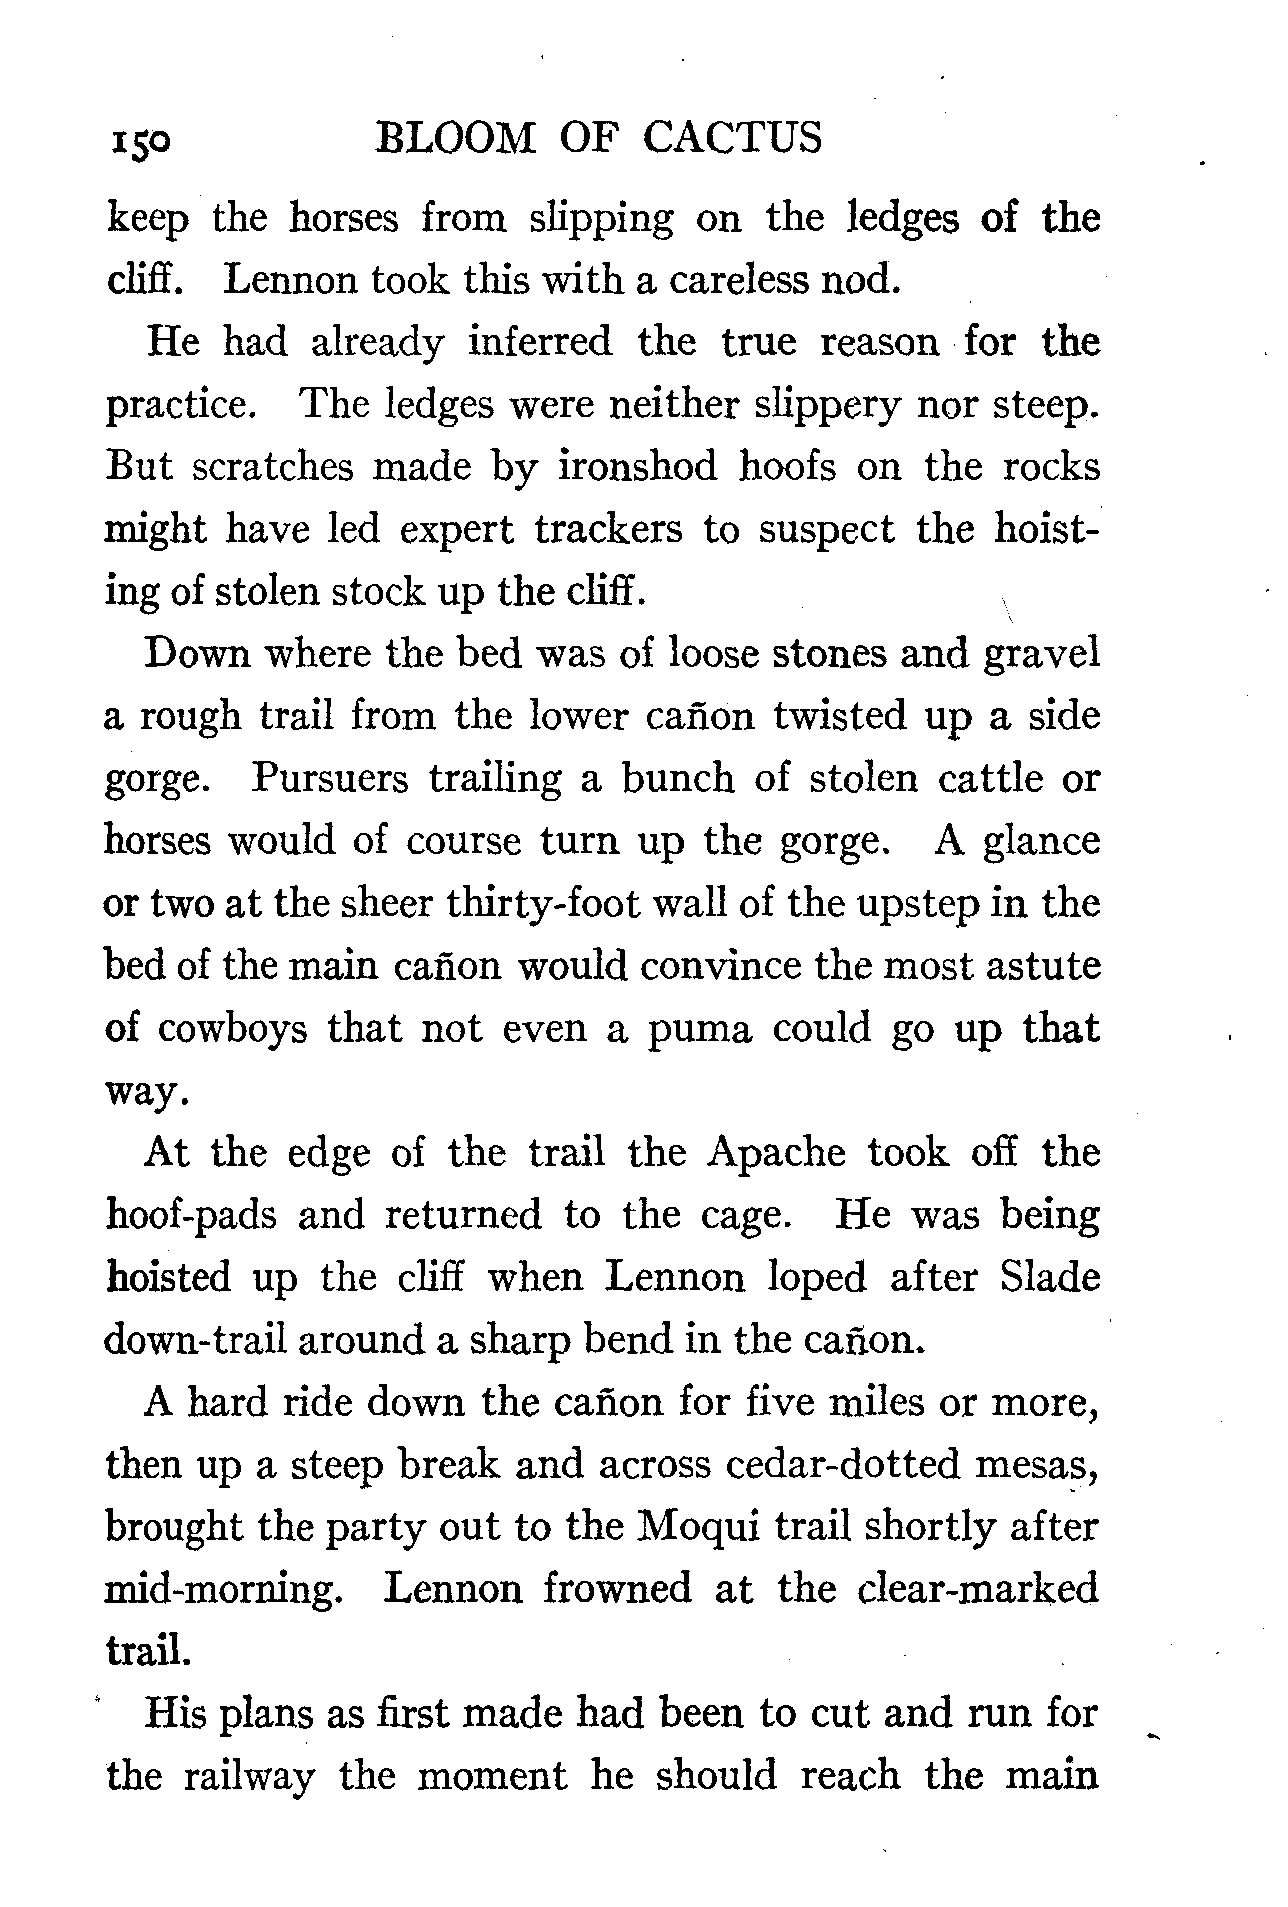 150 BLOOM OF CACTUS
keep the horses from slipping on the ledges of the
cliff. Lennon took this with a careless nod.
He had already inferred the true reason for the
practice. The ledges were neither slippery nor steep.
But scratches made by ironshod hoofs on the rocks
might have led expert trackers to suspect the hoist-
ing of stolen stock up the cliff.
Down where the bed was of loose stones and gravel
a rough trail from the lower cañon twisted up a side
gorge. Pursuers trailing a bunch of stolen cattle or
horses would of course turn up the gorge. A glance
or two at the sheer thirty-foot wall of the upstep in the
bed of the main cañon would convince the most astute
of cowboys that not even a puma could go up that
way.
At the edge of the trail the Apache took off the
hoof-pads and returned to the cage. He was being
hoisted up the cliff when Lennon loped after Slade
down-trail around a sharp bend in the cañon.
A hard ride down the cañon for five miles or more,
then up a steep break and across cedar-dotted mesas,
brought the party out to the Moqui trail shortly after
mid-morning. Lennon frowned at the clear-marked
trail.
His plans as first made had been to cut and run for
the railway the moment he should reach the main